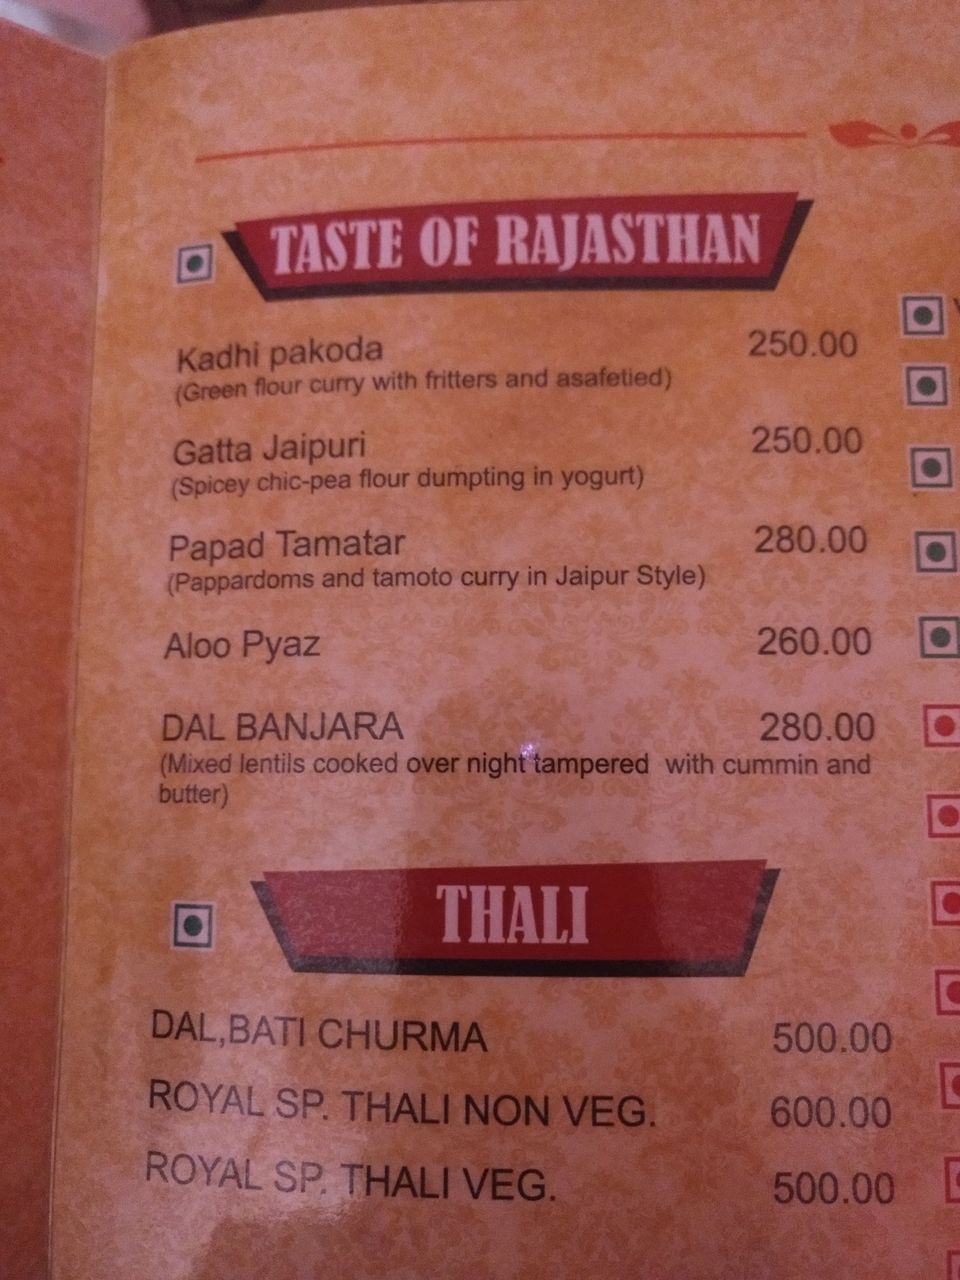 TASTE OF RAJASTHAN
Kadhi pakoda 250.00
(Green flour curry with fritters and asafetied)
Gatta Jaipuri 250.00
(Spicey chic-pea flour dumpting in yogurt)
Papad Tamatar 280.00
(Pappardoms and tamoto curry in Jaipur Style)
Aloo Pyaz 260.00
DAL BANJARA 280.00
(Mixed lentils cooked over night tampered with cummin and
butter)
THALI
DAL,BATI CHURMA 500.00
ROYAL SP. THALI NON VEG. 600.00
ROYAL SP. THALI VEG. 500.00